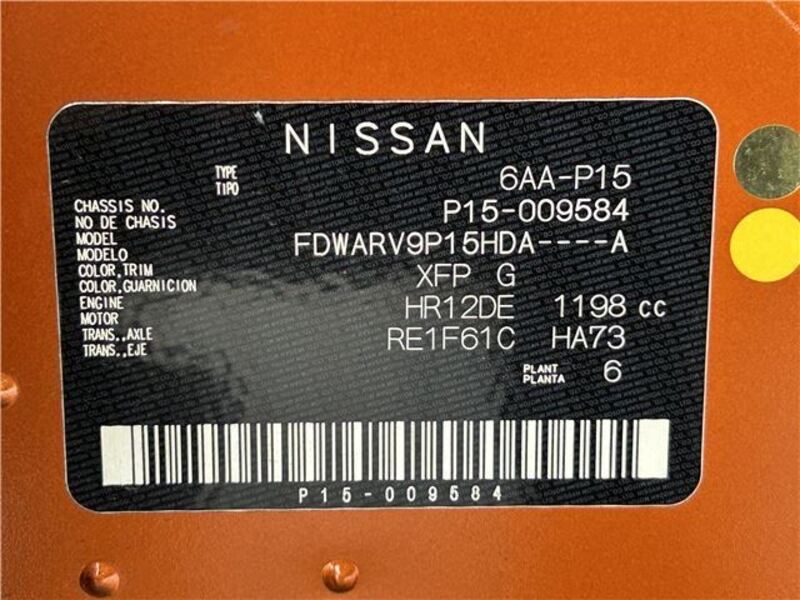 NISSAN
TYPE
TIPO 6AA-P15
CHASSIS NO.
NO DE CHASIS P15-009584
MODEL
MODELO FDWARV9P15HDA----A
COLOR,TRIM
COLOR,GUARNICION XFP G
ENGINE
MOTOR HR12DE 1198 cc
TRANS.,AXLE
TRANS.,EJE RE1F61C HA73
PLANT
PLANTA 6
P15-009584